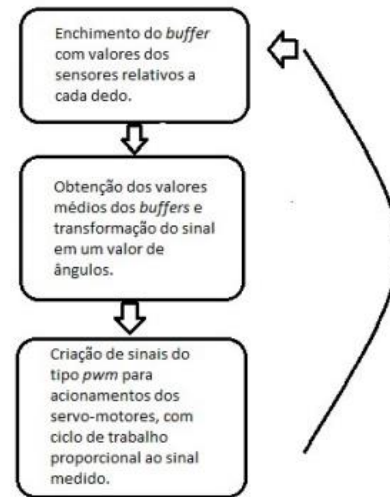 Enchimento do buffer
com valores dos
sensores relativos a
cada dedo.
Obtenção dos valores
médios dos buffers e
transformação do sinal
em um valor de
ângulos.
Criação de sinais do
tipo pwm para
acionamentos dos
servo-motores, com
ciclo de trabalho
proporcional ao sinal
medido.